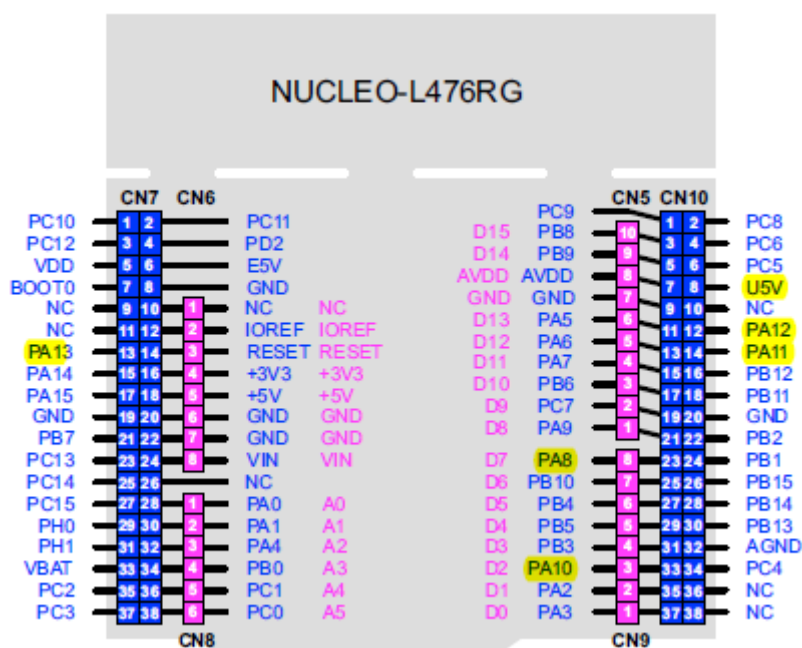 NUCLEO-L476RG
CN7 CN6 CN5 CN10
PC9
PC10 1 2 PC11 D15 PB8 10 1 2 PC8
PC12 3 4 PD2 D14 PB9 9 3 4 PC6
VDD 5 6 E5V AVDD AVDD 8 5 6 PC5
BOOT0 7 8 GND GND GND 7 7 8 U5V
NC 9 10 1 NC NC D13 PA5 6 9 10 NC
NC 11 12 2 IOREF IOREF D12 PA6 5 11 12 PA12
PA13 13 14 3 RESET RESET D11 PA7 4 13 14 PA11
PA14 15 16 4 +3V3 +3V3 D10 PB6 3 15 16 PB12
PA15 17 18 5 +5V +5V D9 PC7 2 17 18 PB11
GND 19 20 6 GND GND D8 PA9 1 19 20 GND
PB7 21 22 7 GND GND 21 22 PB2
PC13 23 24 8 VIN VIN D7 PA8 8 23 24 PB1
PC14 25 26 NC D6 PB10 7 25 26 PB15
PC15 27 28 1 PA0 A0 D5 PB4 6 27 28 PB14
PH0 29 30 2 PA1 A1 D4 PB5 5 29 30 PB13
PH1 31 32 3 PA4 A2 D3 PB3 4 31 32 AGND
VBAT 33 34 4 PB0 A3 D2 PA10 3 33 34 PC4
PC2 35 36 5 PC1 A4 D1 PA2 2 35 36 NC
PC3 37 38 6 PC0 A5 D0 PA3 1 37 38 NC
CN8 CN9